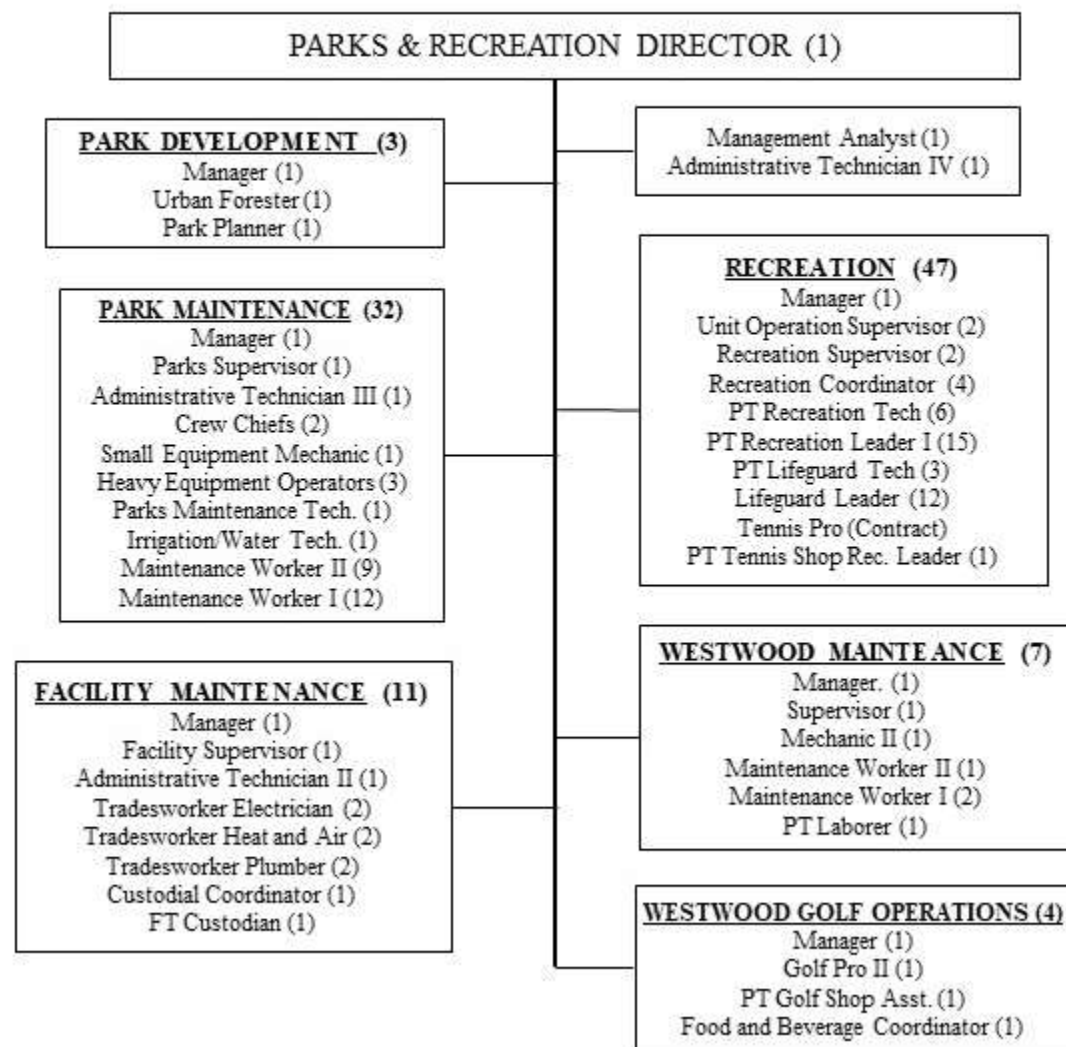 PARKS & RECREATION DIRECTOR (1)
PARK DEVELOPMENT (3)
Manager (1)
Urban Forester (1)
Park Planner (1)
Management Analyst (1)
Administrative Technician IV (1)
PARK MAINTENANCE (32)
Manager (1)
Parks Supervisor (1)
Administrative Technician III (1)
Crew Chiefs (2)
Small Equipment Mechanic (1)
Heavy Equipment Operators (3)
Parks Maintenance Tech. (1)
Irrigation/Water Tech. (1)
Maintenance Worker II (9)
Maintenance Worker I (12)
RECREATION (47)
Manager (1)
Unit Operation Supervisor (2)
Recreation Supervisor (2)
Recreation Coordinator (4)
PT Recreation Tech (6)
PT Recreation Leader I (15)
PT Lifeguard Tech (3)
Lifeguard Leader (12)
Tennis Pro (Contract)
PT Tennis Shop Rec. Leader (1)
FACILITY MAINTENANCE (11)
Manager (1)
Facility Supervisor (1)
Administrative Technician II (1)
Tradesworker Electrician (2)
Tradesworker Heat and Air (2)
Tradesworker Plumber (2)
Custodial Coordinator (1)
FT Custodian (1)
WESTWOOD MAINTEANCE (7)
Manager. (1)
Supervisor (1)
Mechanic II (1)
Maintenance Worker II (1)
Maintenance Worker I (2)
PT Laborer (1)
WESTWOOD GOLF OPERATIONS (4)
Manager (1)
Golf Pro II (1)
PT Golf Shop Asst. (1)
Food and Beverage Coordinator (1)